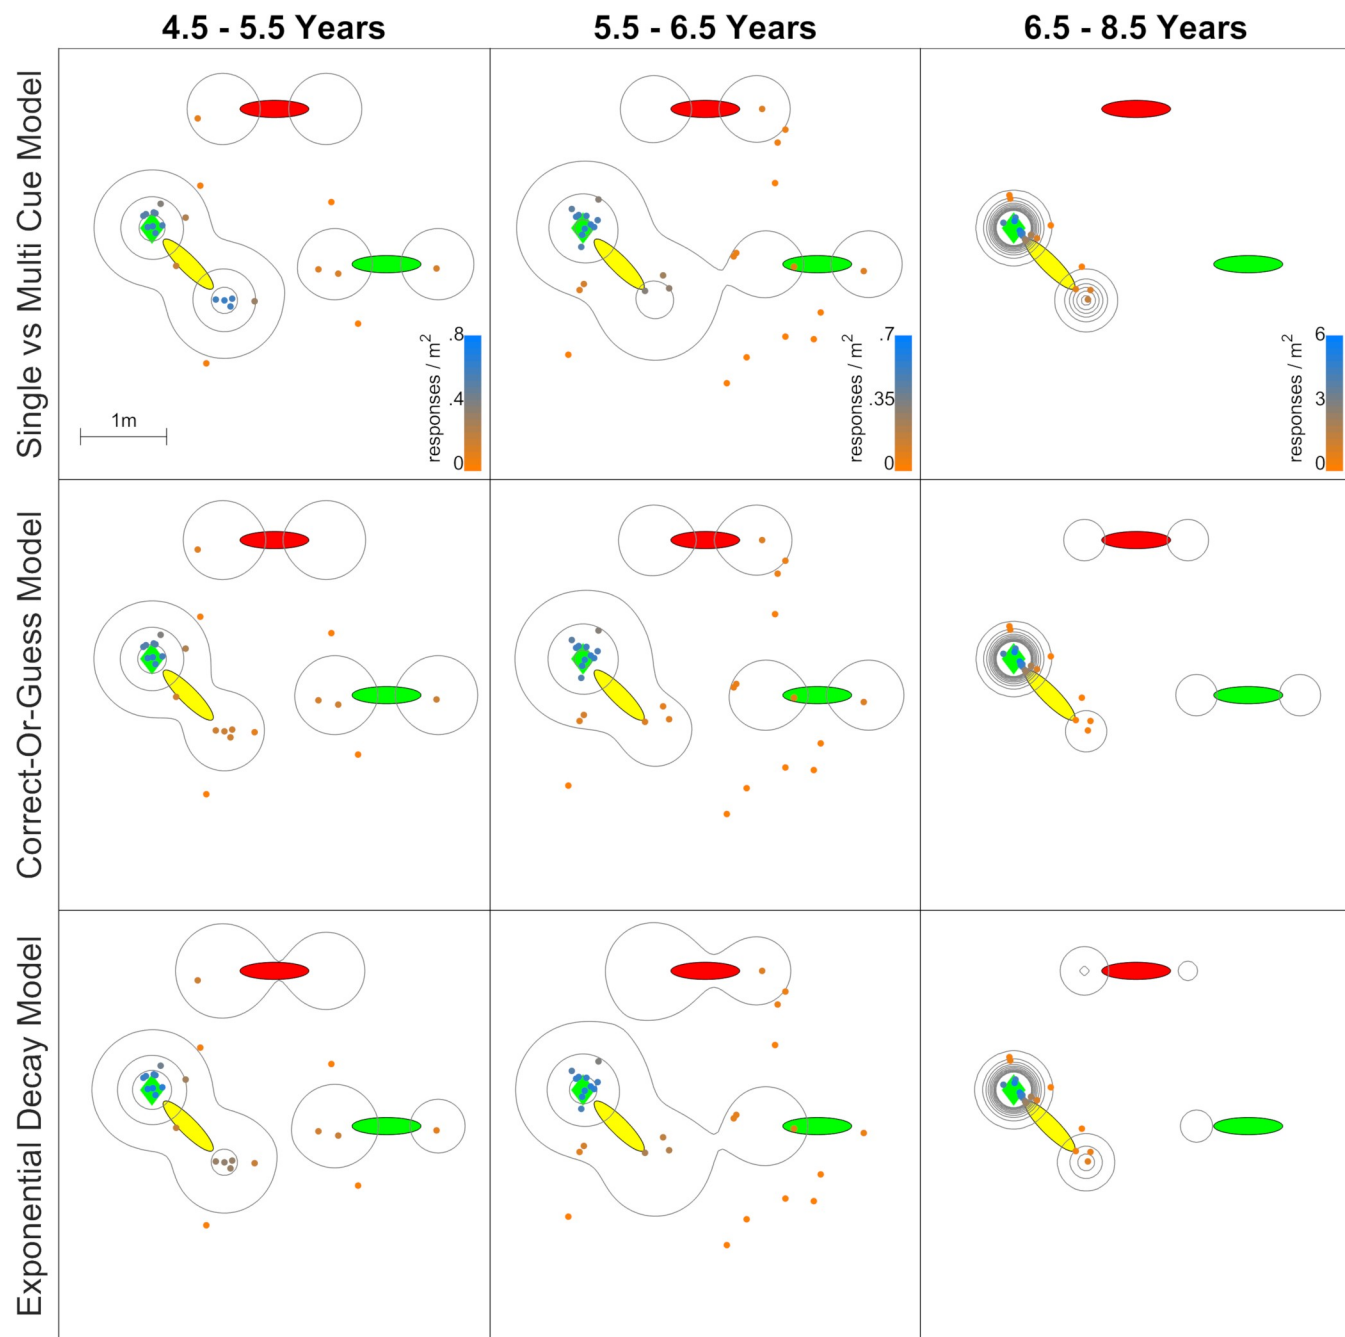 4.5 - 5.5 Years
5.5 - 6.5 Years
6.5 - 8.5 Years
Single vs Multi Cue Model
1m
.8
.4
0
responses / m²
.7
.35
0
responses / m²
6
3
0
responses / m²
Correct-Or-Guess Model
Exponential Decay Model